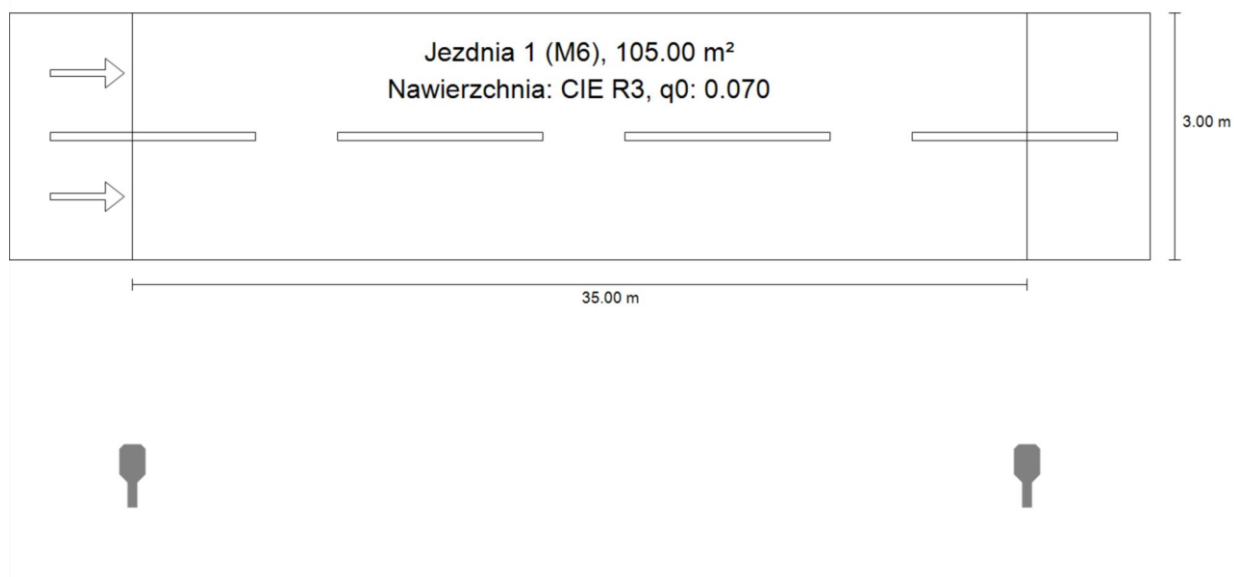 Jezdnia 1 (M6), 105.00 m²
Nawierzchnia: CIE R3, q0: 0.070
3.00 m
35.00 m